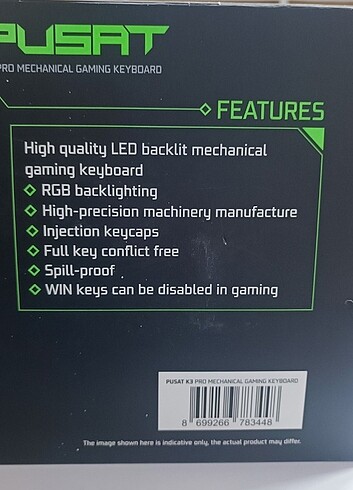 PUSAT
PRO MECHANICAL GAMING KEYBOARD
FEATURES
High quality LED backlit mechanical
gaming keyboard
RGB backlighting
High-precision machinery manufacture
Injection keycaps
Full key conflict free
Spill-proof
WIN keys can be disabled in gaming
PUSAT K3 PRO MECHANICAL GAMING KEYBOARD
8 699266 783448
The image shown here is indicative only, the actual product may differ.